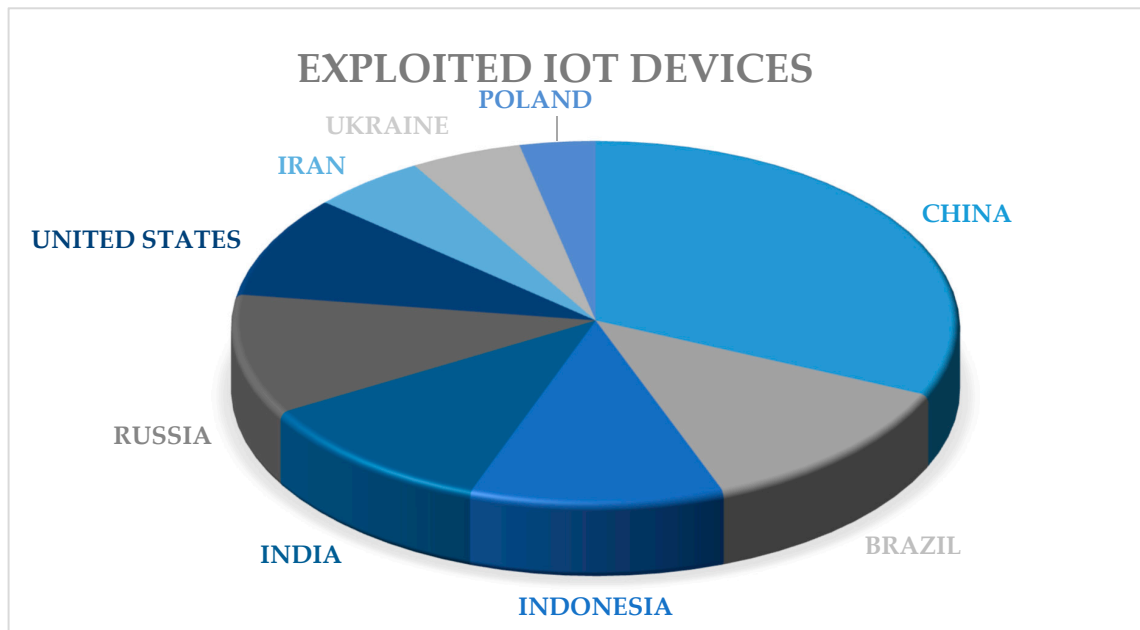 EXPLOITED IOT DEVICES
POLAND
UKRAINE
IRAN
CHINA
UNITED STATES
RUSSIA
BRAZIL
INDIA
INDONESIA